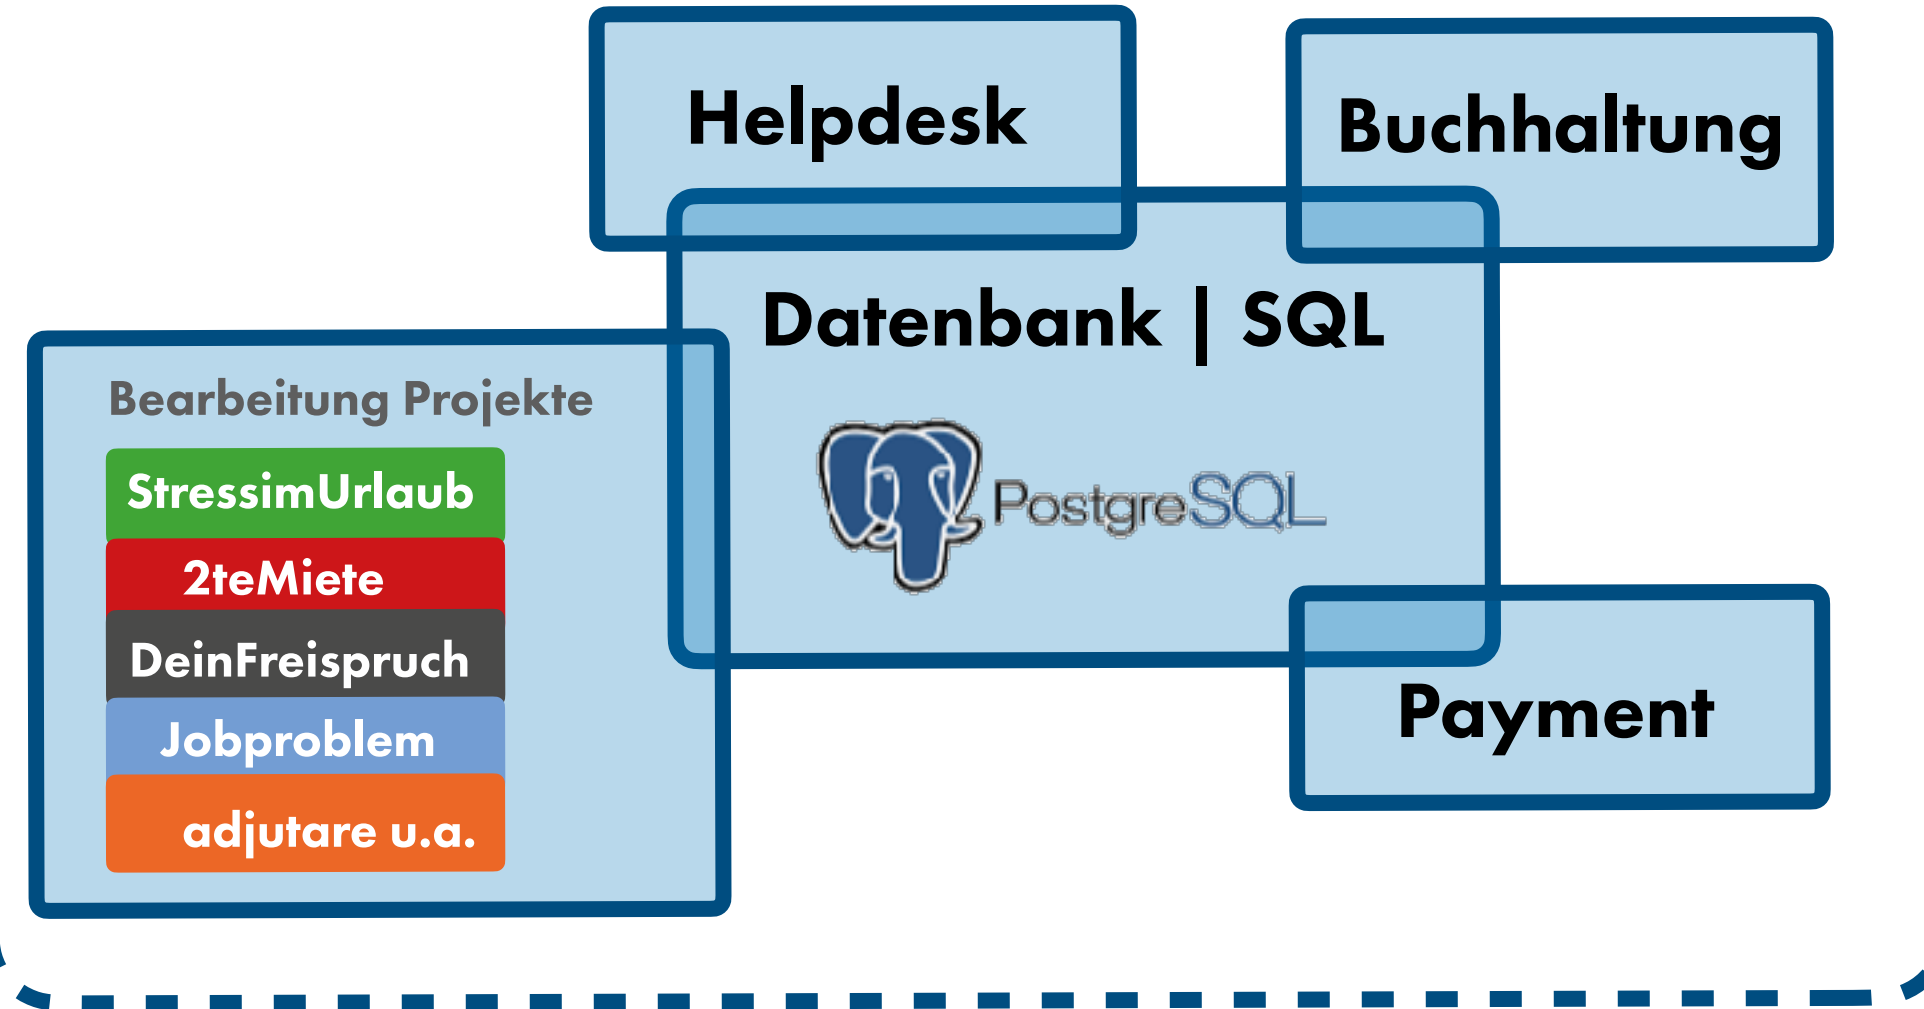 Helpdesk
Buchhaltung
Datenbank | SQL
PostgreSQL
Bearbeitung Projekte
StressimUrlaub
2teMiete
DeinFreispruch
Jobproblem
adjutare u.a.
Payment